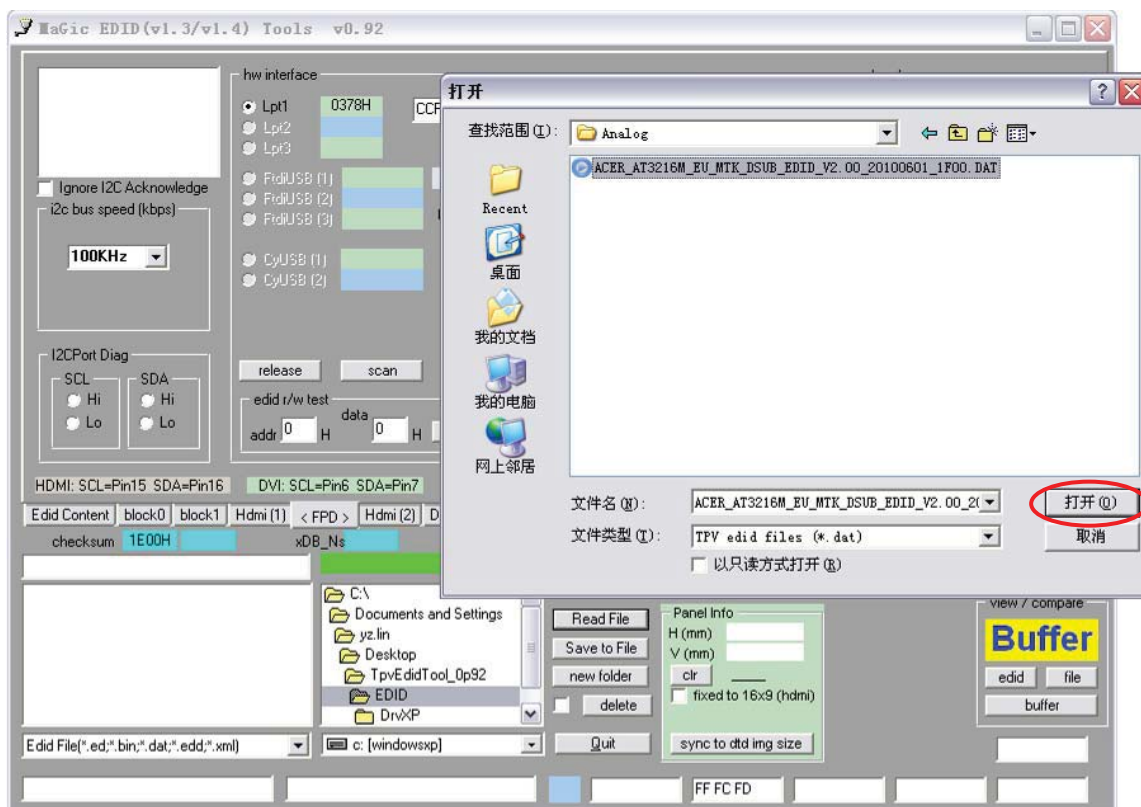 MaGic EDID(v1.3/v1.4) Tools v0.92
hw interface
Lpt1 0378H
Lpt2
Lpt3
Ignore I2C Acknowledge
FtdiUSB (1)
FtdiUSB (2)
FtdiUSB (3)
i2c bus speed (kbps)
100KHz
CyUSB (1)
CyUSB (2)
I2CPort Diag
SCL SDA
Hi Hi
Lo Lo
release scan
edid r/w test
addr 0 H data 0 H
HDMI: SCL=Pin15 SDA=Pin16 DVI: SCL=Pin6 SDA=Pin7
Edid Content block0 block1 Hdmi (1) < FPD > Hdmi (2) D
checksum 1E00H xDB_Ns
打开
查找范围(I): Analog
ACER_AT3216M_EU_MTK_DSUB_EDID_V2.00_20100601_1F00.DAT
Recent
桌面
我的文档
我的电脑
网上邻居
文件名(N): ACER_AT3216M_EU_MTK_DSUB_EDID_V2.00_2( 打开(O)
文件类型(T): TPV edid files (*.dat) 取消
以只读方式打开(R)
C:\
Documents and Settings
yz.lin
Desktop
TpvEdidTool_0p92
EDID
DrvXP
Read File
Save to File
new folder
delete
Quit
Panel Info
H (mm)
V (mm)
clr
fixed to 16x9 (hdmi)
sync to dtd img size
view / compare
Buffer
edid file
buffer
Edid File(*.ed;*.bin;*.dat;*.edd;*.xml) c: [windowsxp]
FF FC FD